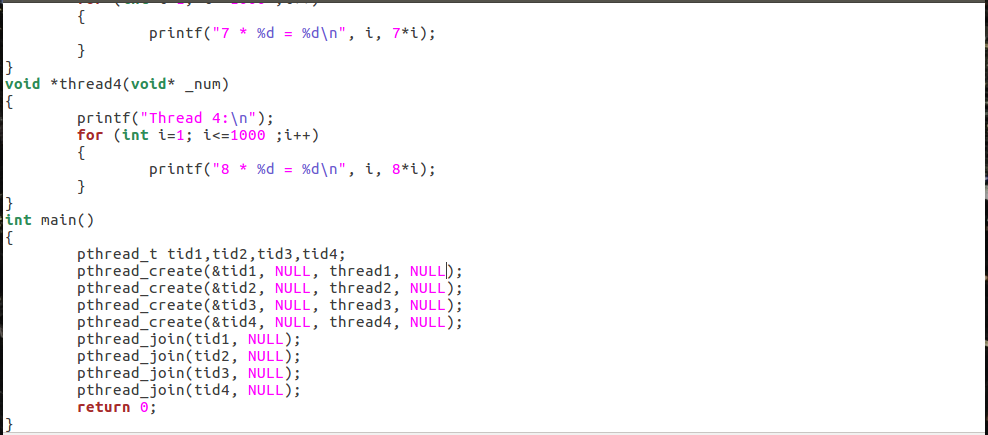 {
printf("7 * %d = %d\n", i, 7*i);
}
}
void *thread4(void* _num)
{
printf("Thread 4:\n");
for (int i=1; i<=1000 ;i++)
{
printf("8 * %d = %d\n", i, 8*i);
}
}
int main()
{
pthread_t tid1,tid2,tid3,tid4;
pthread_create(&tid1, NULL, thread1, NULL);
pthread_create(&tid2, NULL, thread2, NULL);
pthread_create(&tid3, NULL, thread3, NULL);
pthread_create(&tid4, NULL, thread4, NULL);
pthread_join(tid1, NULL);
pthread_join(tid2, NULL);
pthread_join(tid3, NULL);
pthread_join(tid4, NULL);
return 0;
}